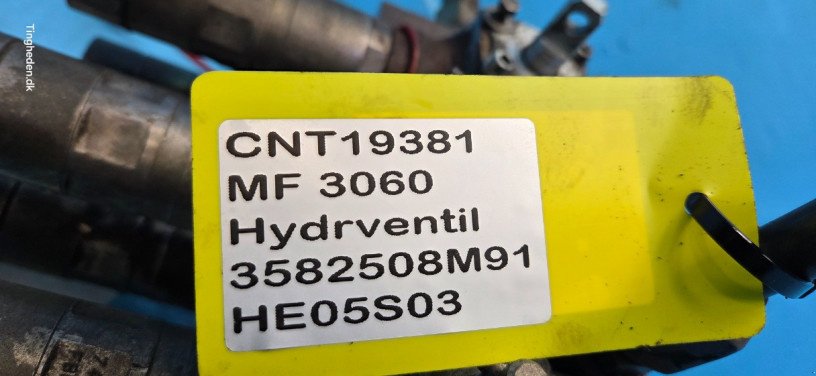 Tingheden.dk
CNT19381
MF 3060
Hydrventil
3582508M91
HE05S03